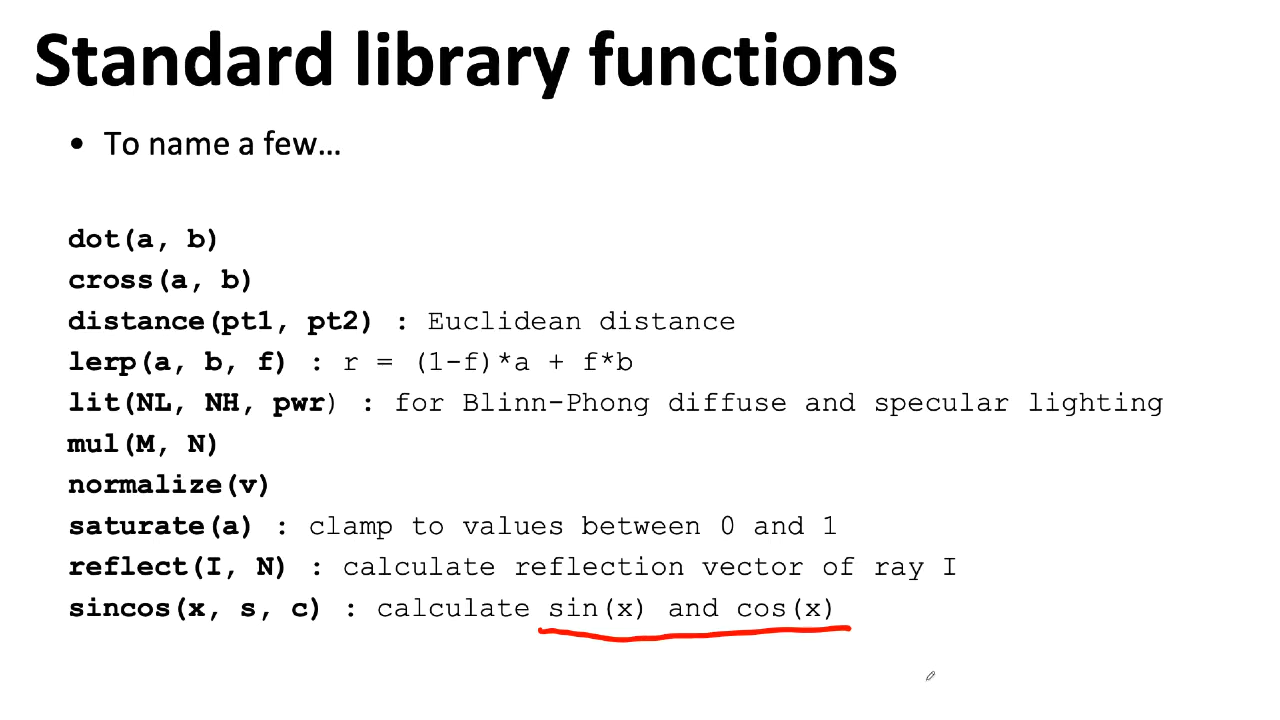 Standard library functions
• To name a few...
dot(a, b)
cross(a, b)
distance(pt1, pt2) : Euclidean distance
lerp(a, b, f) : r = (1-f)*a + f*b
lit(NL, NH, pwr) : for Blinn-Phong diffuse and specular lighting
mul(M, N)
normalize(v)
saturate(a) : clamp to values between 0 and 1
reflect(I, N) : calculate reflection vector of ray I
sincos(x, s, c) : calculate sin(x) and cos(x)